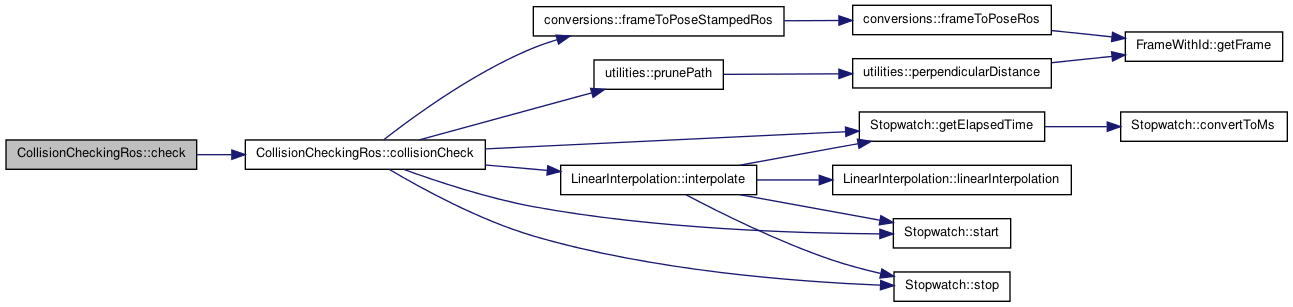 CollisionCheckingRos::check
CollisionCheckingRos::collisionCheck
conversions::frameToPoseStampedRos
utilities::prunePath
LinearInterpolation::interpolate
conversions::frameToPoseRos
utilities::perpendicularDistance
Stopwatch::getElapsedTime
LinearInterpolation::linearInterpolation
Stopwatch::start
Stopwatch::stop
FrameWithId::getFrame
Stopwatch::convertToMs